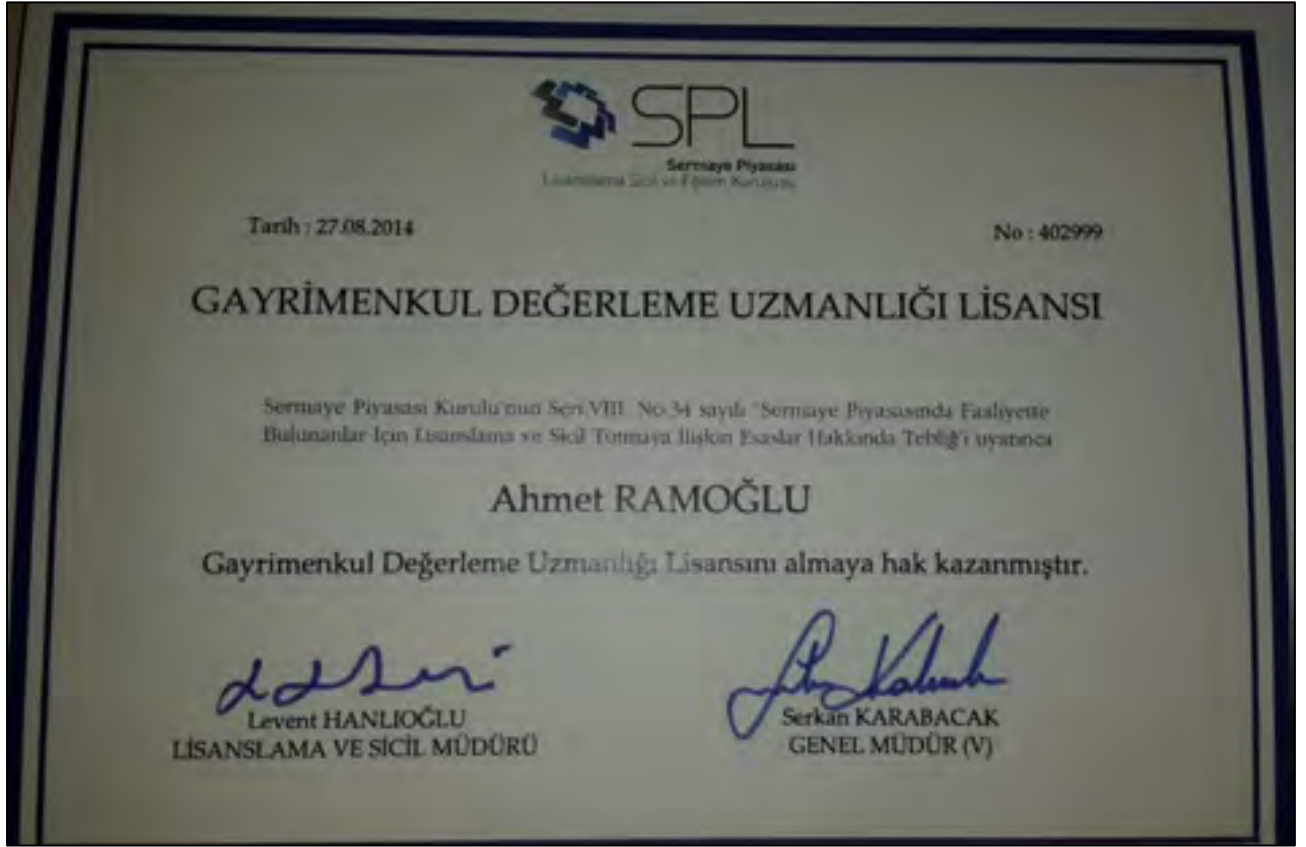 SPL
Sermaye Piyasası
Lisanslama Sicil ve Eğitim Kuruluşu
Tarih : 27.08.2014
No : 402999
GAYRİMENKUL DEĞERLEME UZMANLIĞI LİSANSI
Sermaye Piyasası Kurulu'nun Seri:VIII No:34 sayılı "Sermaye Piyasasında Faaliyette
Bulunanlar İçin Lisanslama ve Sicil Tutmaya İlişkin Esaslar Hakkında Tebliğ"i uyarınca
Ahmet RAMOĞLU
Gayrimenkul Değerleme Uzmanlığı Lisansını almaya hak kazanmıştır.
Levent HANLIOĞLU
LİSANSLAMA VE SİCİL MÜDÜRÜ
Serkan KARABACAK
GENEL MÜDÜR (V)